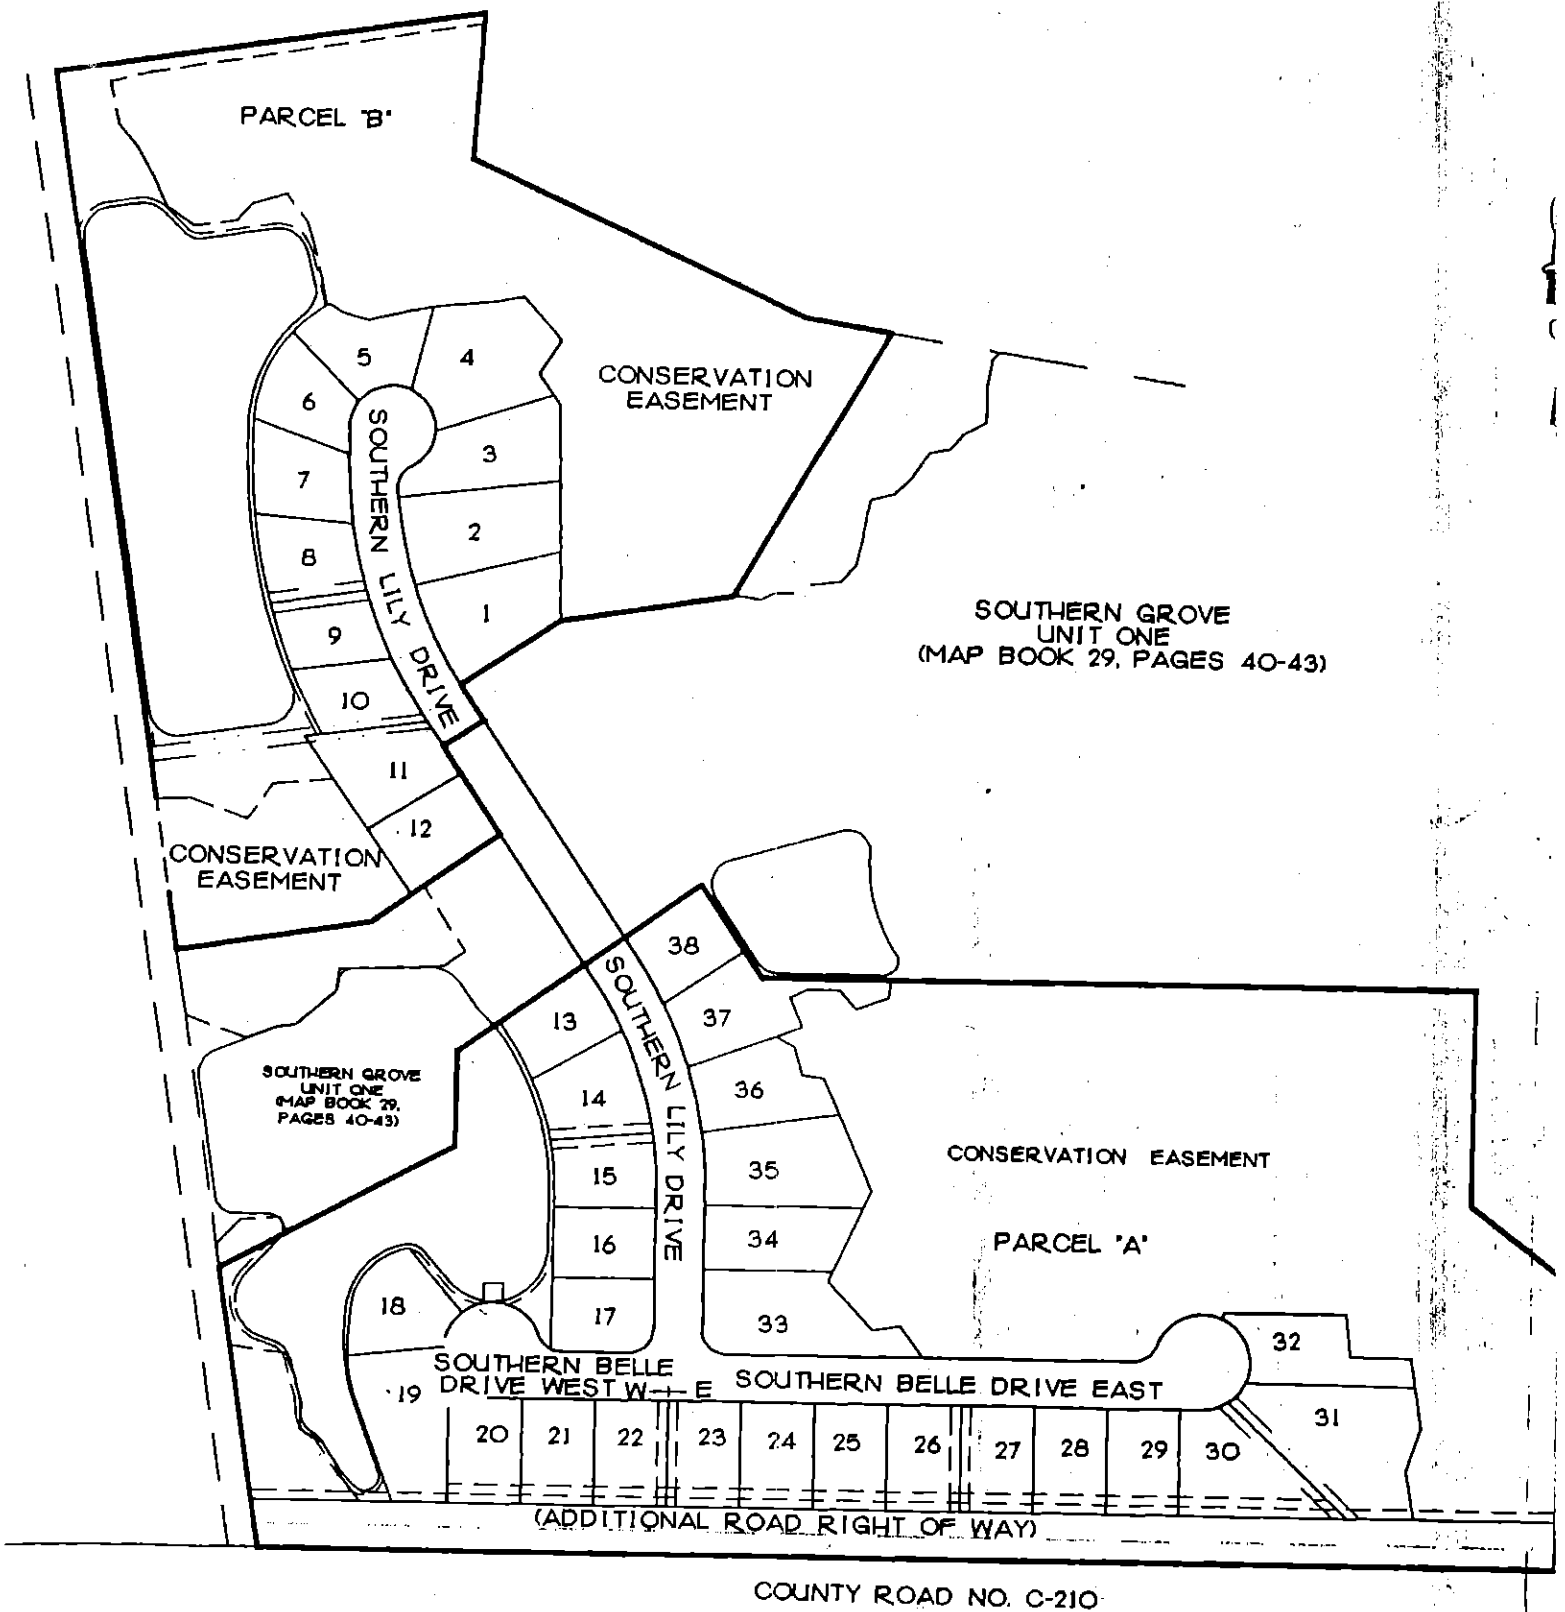 PARCEL "B"
5
4
CONSERVATION
EASEMENT
6
3
7
2
8
1
9
10
SOUTHERN LILY DRIVE
SOUTHERN GROVE
UNIT ONE
(MAP BOOK 29, PAGES 40-43)
11
12
CONSERVATION
EASEMENT
38
13
37
SOUTHERN GROVE
UNIT ONE
(MAP BOOK 29,
PAGES 40-43)
14
36
SOUTHERN LILY DRIVE
15
35
CONSERVATION EASEMENT
16
34
PARCEL "A"
18
17
33
32
SOUTHERN BELLE
DRIVE WEST W E
SOUTHERN BELLE DRIVE EAST
19
31
20
21
22
23
24
25
26
27
28
29
30
(ADDITIONAL ROAD RIGHT OF WAY)
COUNTY ROAD NO. C-210